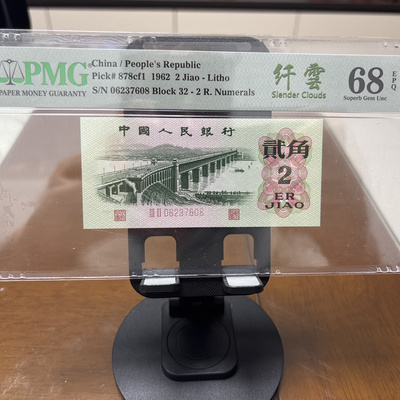 PMG
PAPER MONEY GUARANTY
China / People's Republic
Pick# 878cf1 1962 2 Jiao - Litho
S/N 06237608 Block 32 - 2 R. Numerals
纤雲
Slender Clouds
68 EPQ
Superb Gem Unc
中國人民銀行
貳角
2
ER
JIAO
III II 06237608